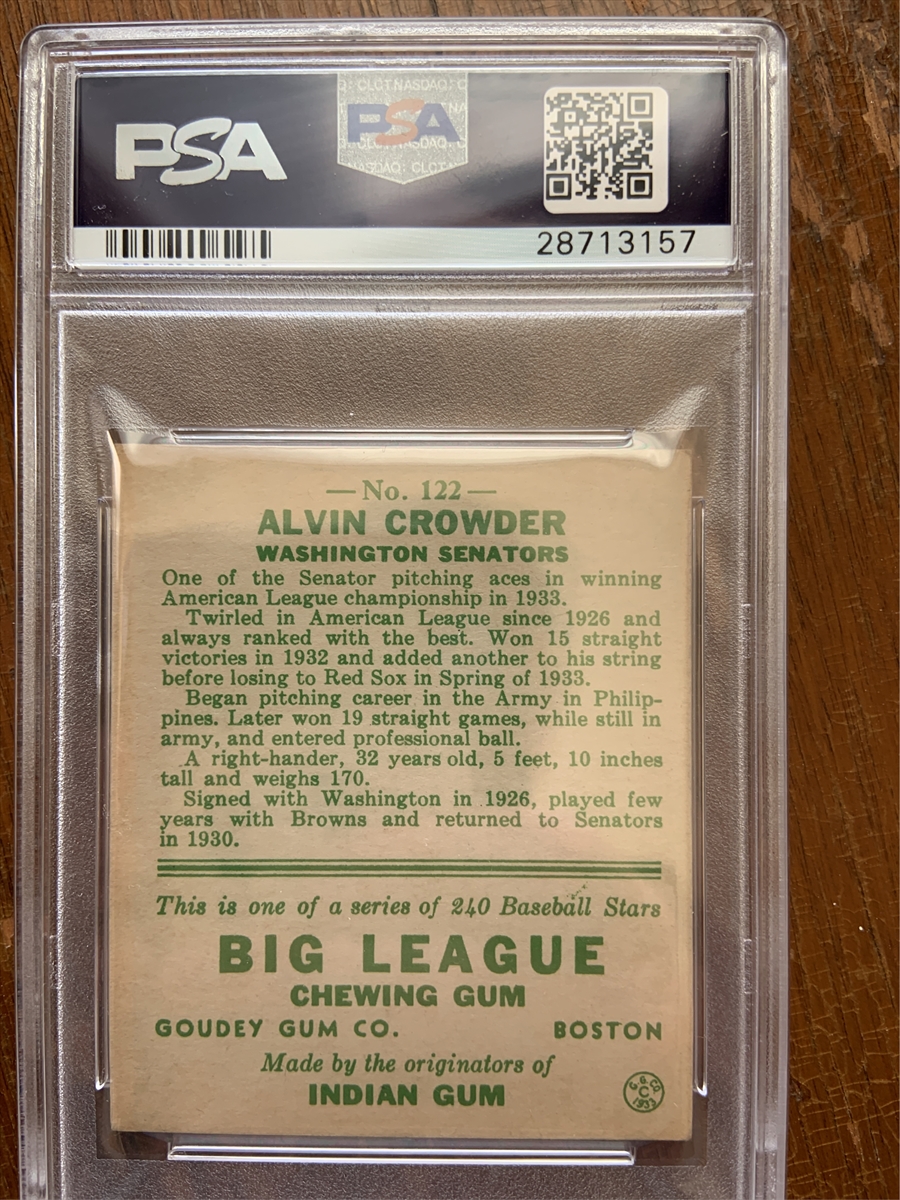 PSA
CLCT NASDAQ: C
PSA
NASDAQ: CLCT
28713157
—No. 122—
ALVIN CROWDER
WASHINGTON SENATORS
One of the Senator pitching aces in winning
American League championship in 1933.
Twirled in American League since 1926 and
always ranked with the best. Won 15 straight
victories in 1932 and added another to his string
before losing to Red Sox in Spring of 1933.
Began pitching career in the Army in Philip-
pines. Later won 19 straight games, while still in
army, and entered professional ball.
A right-hander, 32 years old, 5 feet, 10 inches
tall and weighs 170.
Signed with Washington in 1926, played few
years with Browns and returned to Senators
in 1930.
This is one of a series of 240 Baseball Stars
BIG LEAGUE
CHEWING GUM
GOUDEY GUM CO. BOSTON
Made by the originators of
INDIAN GUM
G. G. CO.
C
1933